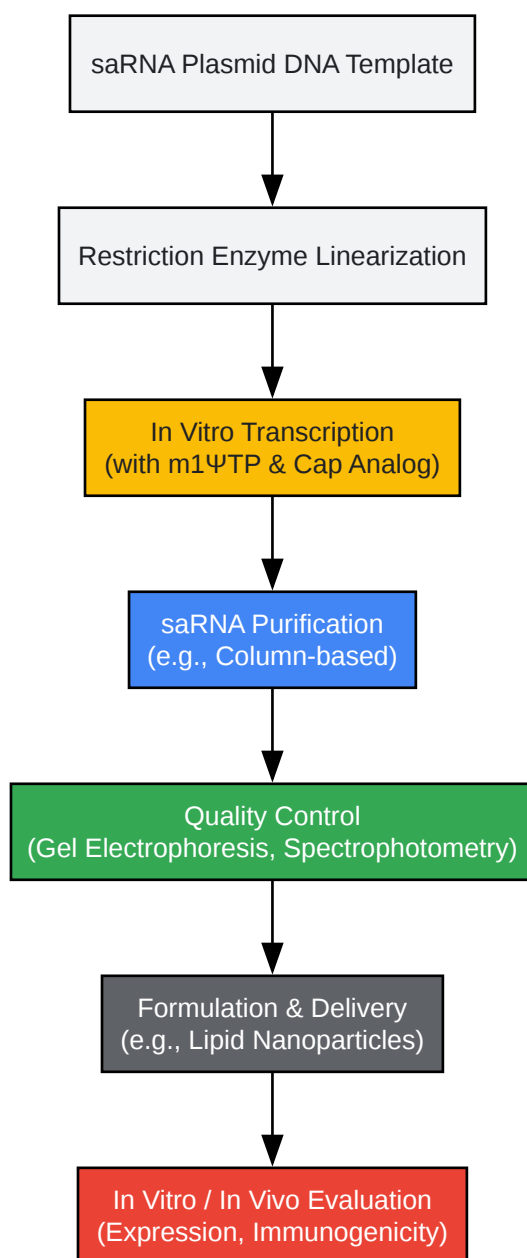 saRNA Plasmid DNA Template
Restriction Enzyme Linearization
In Vitro Transcription
(with m1ΨTP & Cap Analog)
saRNA Purification
(e.g., Column-based)
Quality Control
(Gel Electrophoresis, Spectrophotometry)
Formulation & Delivery
(e.g., Lipid Nanoparticles)
In Vitro / In Vivo Evaluation
(Expression, Immunogenicity)